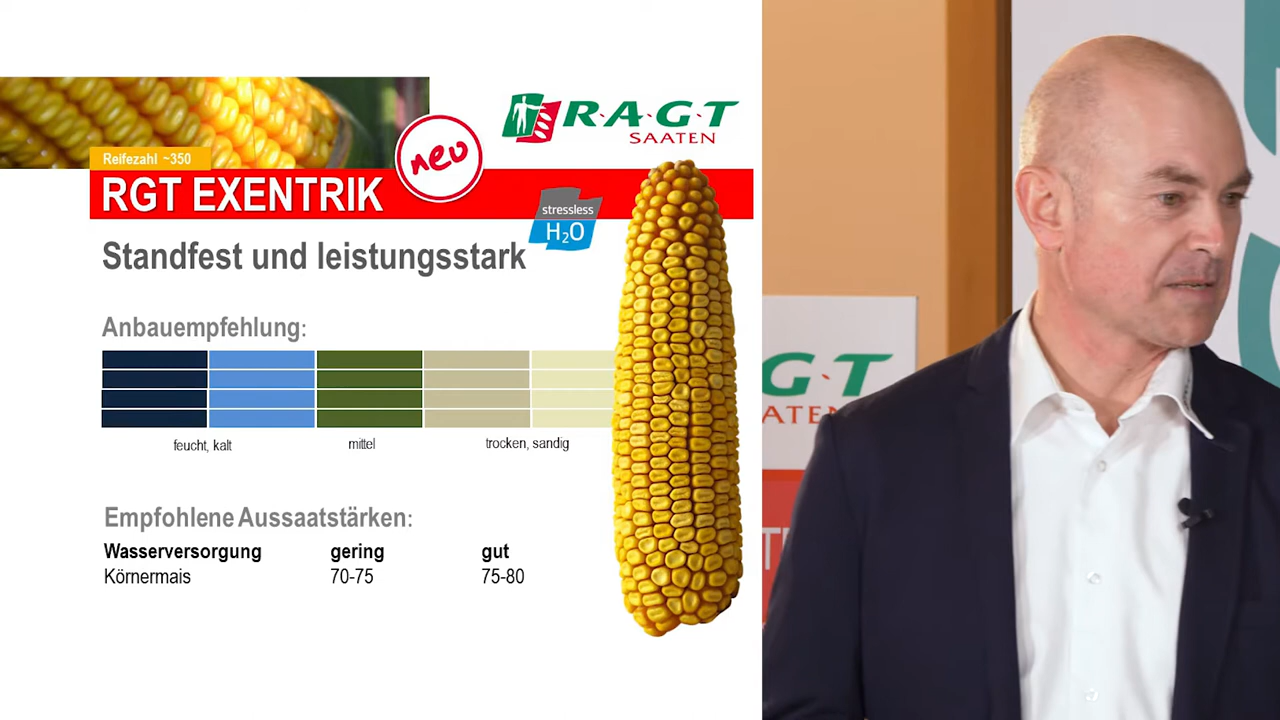 Reifezahl ~350
RGT EXENTRIK
neu
R·A·G·T
SAATEN
stressless
H₂O
Standfest und leistungsstark
Anbauempfehlung:
feucht, kalt mittel trocken, sandig
Empfohlene Aussaatstärken:
Wasserversorgung gering gut
Körnermais 70-75 75-80
G·T
ATEN